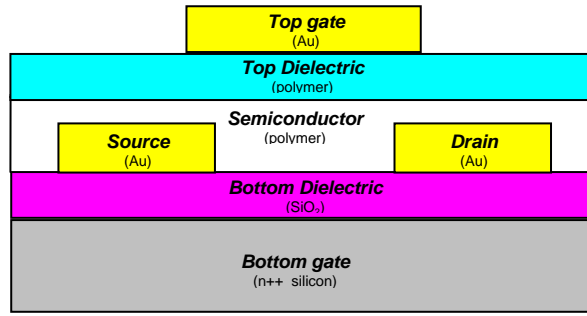 Top gate
(Au)
Top Dielectric
(polymer)
Semiconductor
(polymer)
Source
(Au)
Drain
(Au)
Bottom Dielectric
(SiO₂)
Bottom gate
(n++ silicon)